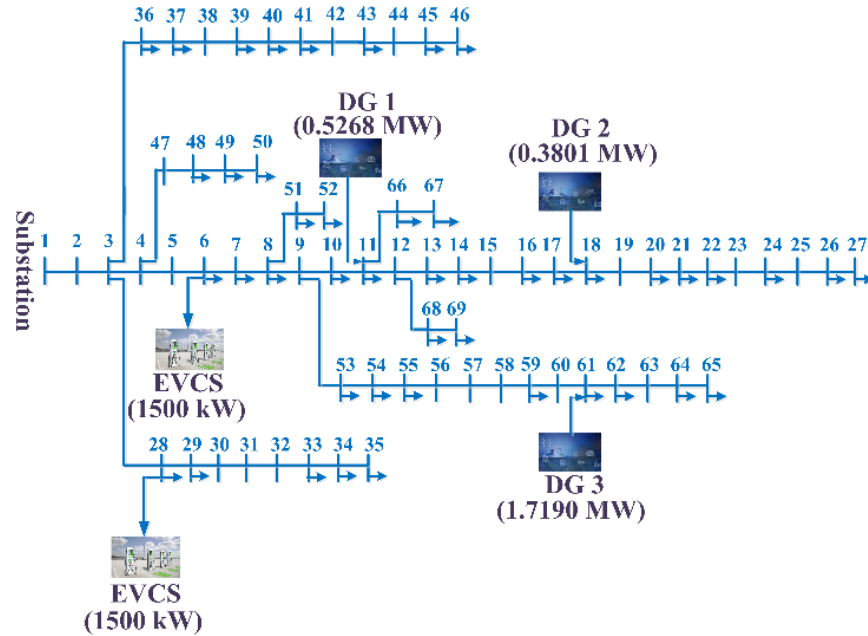 36 37 38 39 40 41 42 43 44 45 46
DG 1
(0.5268 MW)
DG 2
(0.3801 MW)
47 48 49 50
51 52
66 67
Substation
1 2 3 4 5 6 7 8 9 10 11 12 13 14 15 16 17 18 19 20 21 22 23 24 25 26 27
68 69
EVCS
(1500 kW)
53 54 55 56 57 58 59 60 61 62 63 64 65
28 29 30 31 32 33 34 35
DG 3
(1.7190 MW)
EVCS
(1500 kW)